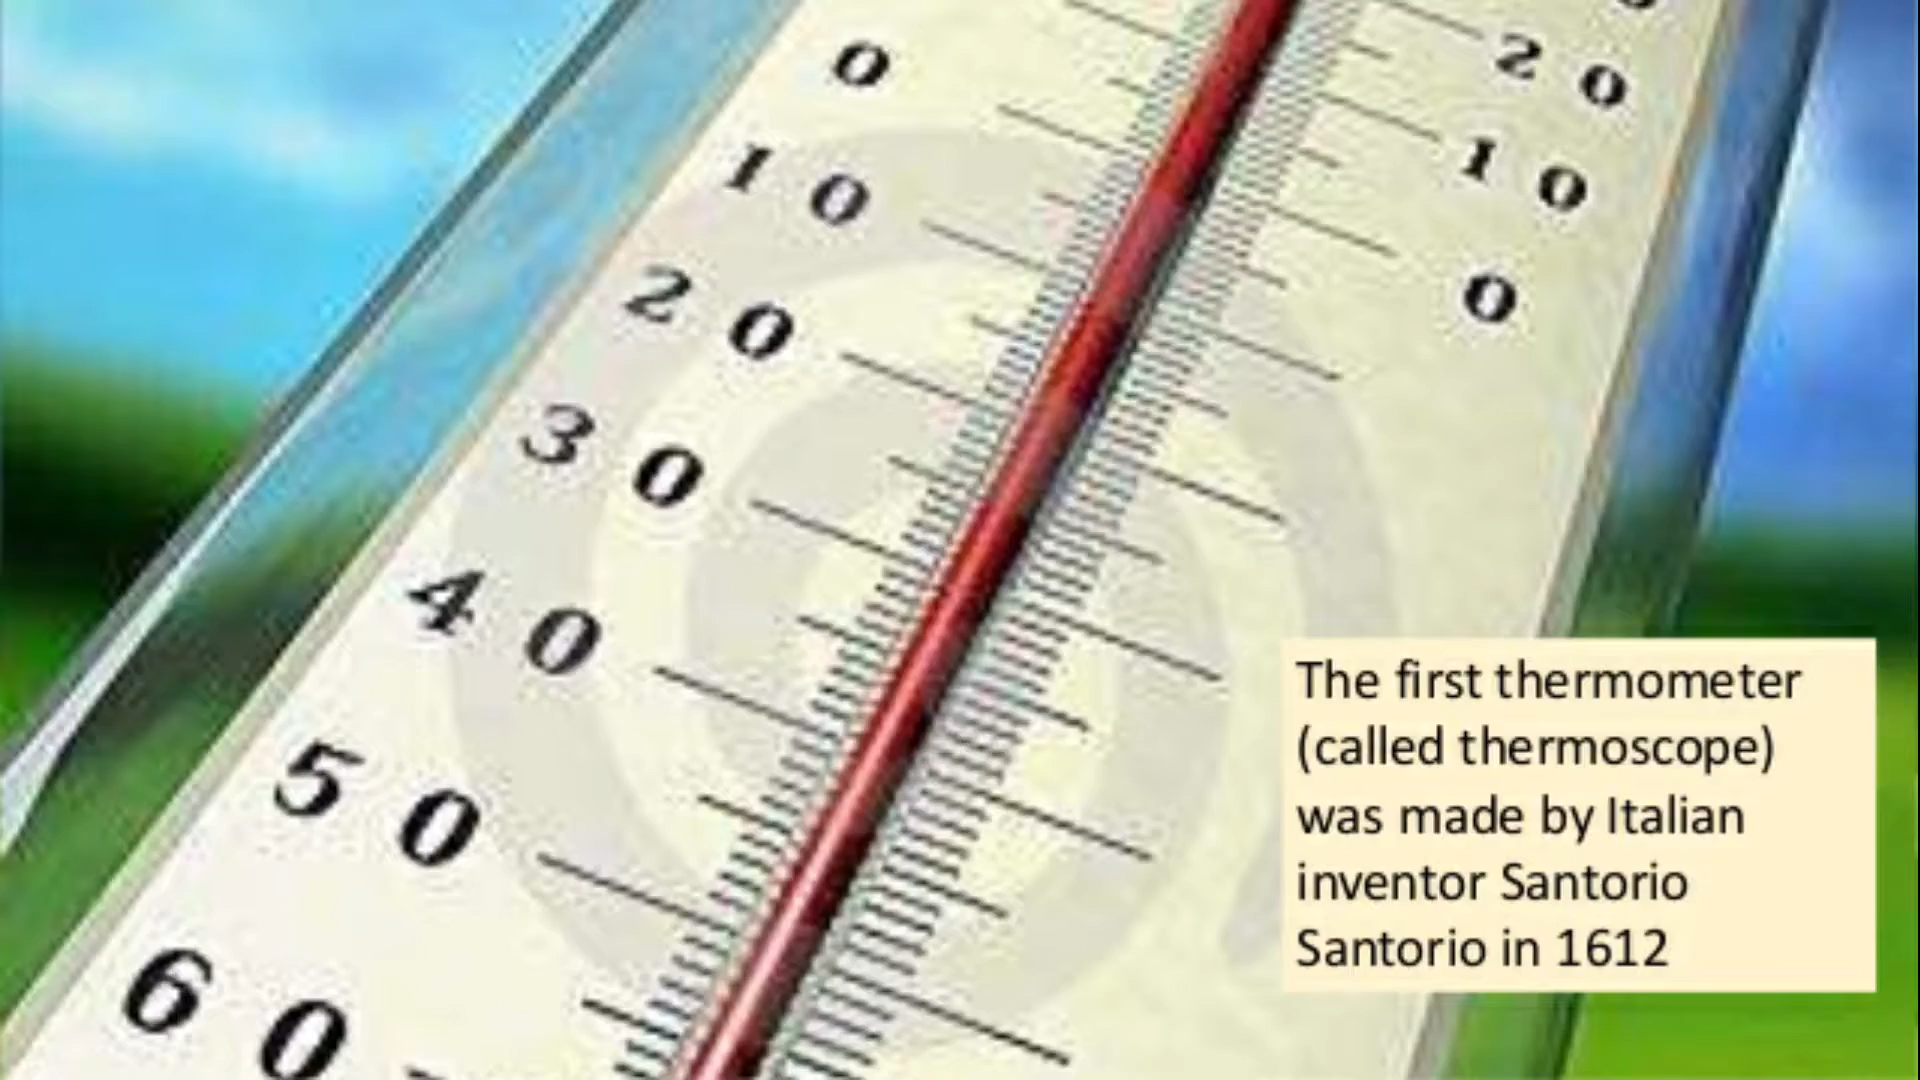 0
10
20
30
40
50
60
20
10
0
The first thermometer
(called thermoscope)
was made by Italian
inventor Santorio
Santorio in 1612